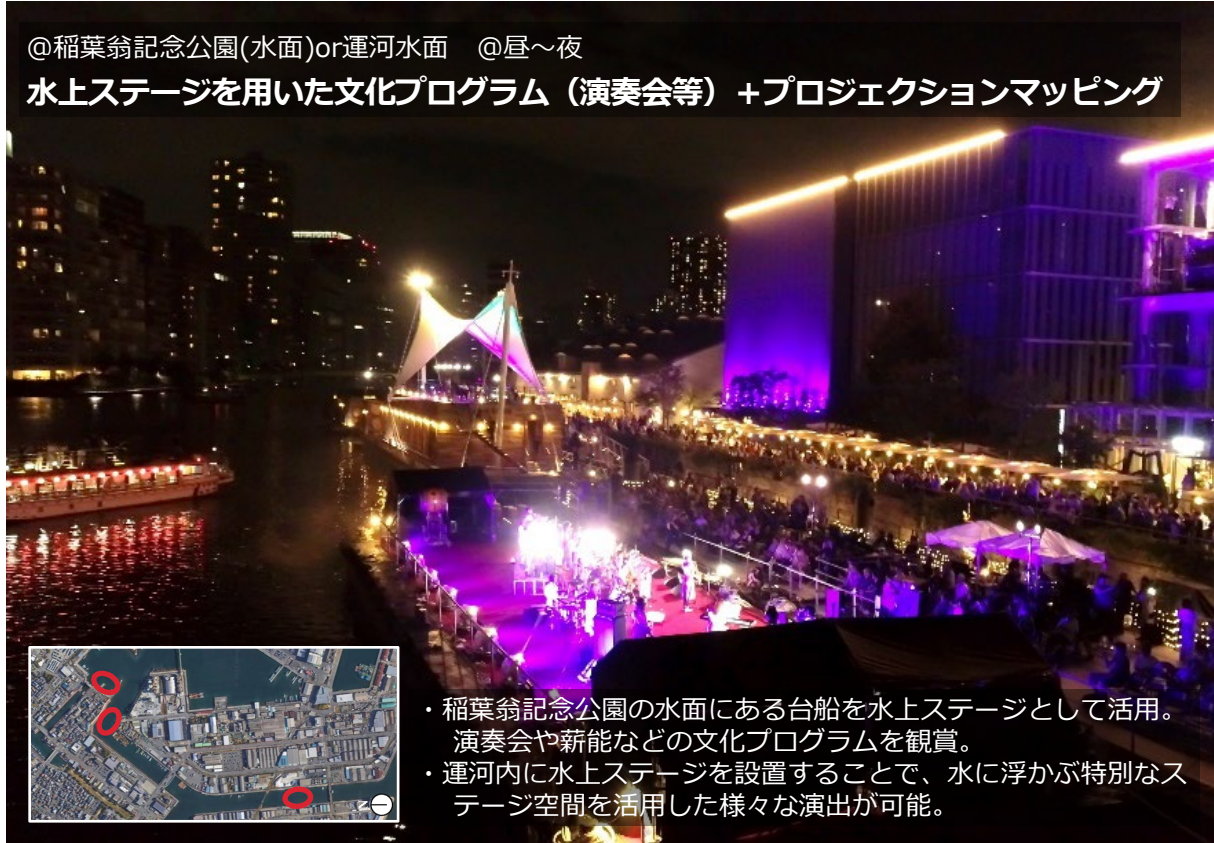 @稲葉翁記念公園(水面)or運河水面　@昼～夜
水上ステージを用いた文化プログラム（演奏会等）+プロジェクションマッピング
・稲葉翁記念公園の水面にある台船を水上ステージとして活用。
演奏会や薪能などの文化プログラムを観賞。
・運河内に水上ステージを設置することで、水に浮かぶ特別なス
テージ空間を活用した様々な演出が可能。
N